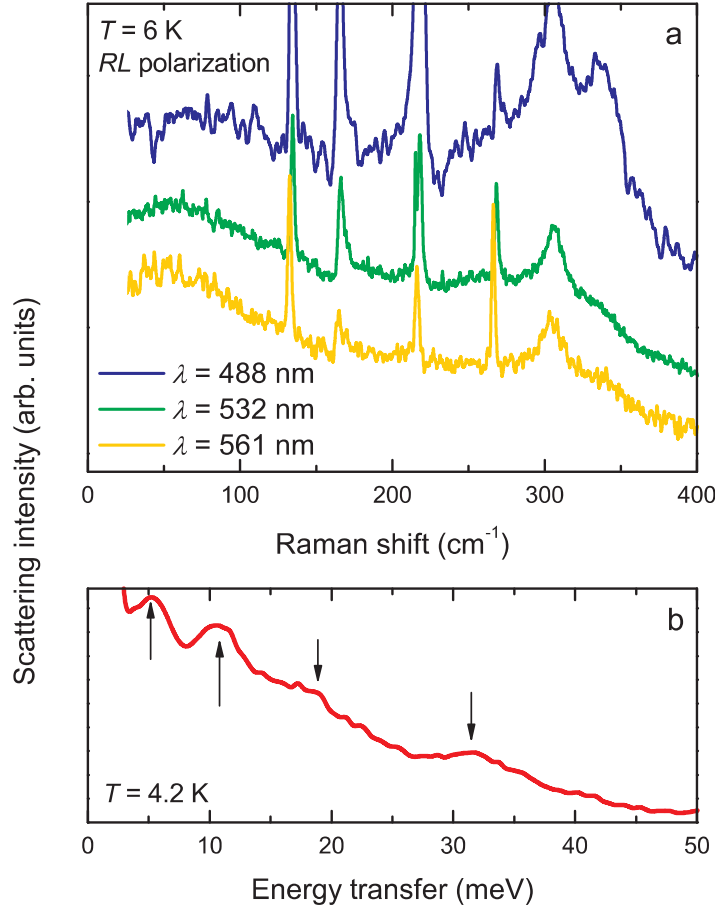 T = 6 K
a
RL polarization
λ = 488 nm
λ = 532 nm
λ = 561 nm
0 100 200 300 400
Raman shift (cm⁻¹)
Scattering intensity (arb. units)
b
T = 4.2 K
0 10 20 30 40 50
Energy transfer (meV)